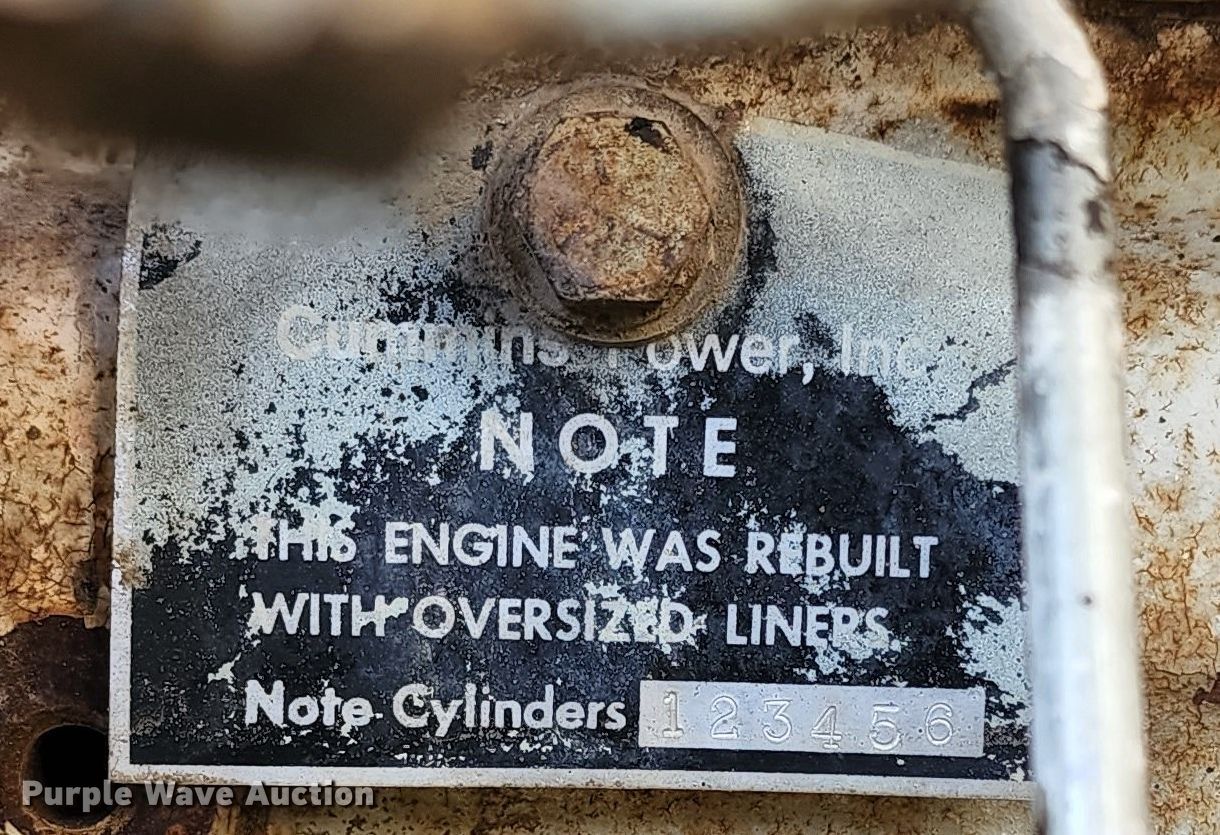 Cummins Power, Inc.
NOTE
THIS ENGINE WAS REBUILT
WITH OVERSIZED LINERS
Note Cylinders 123456
Purple Wave Auction